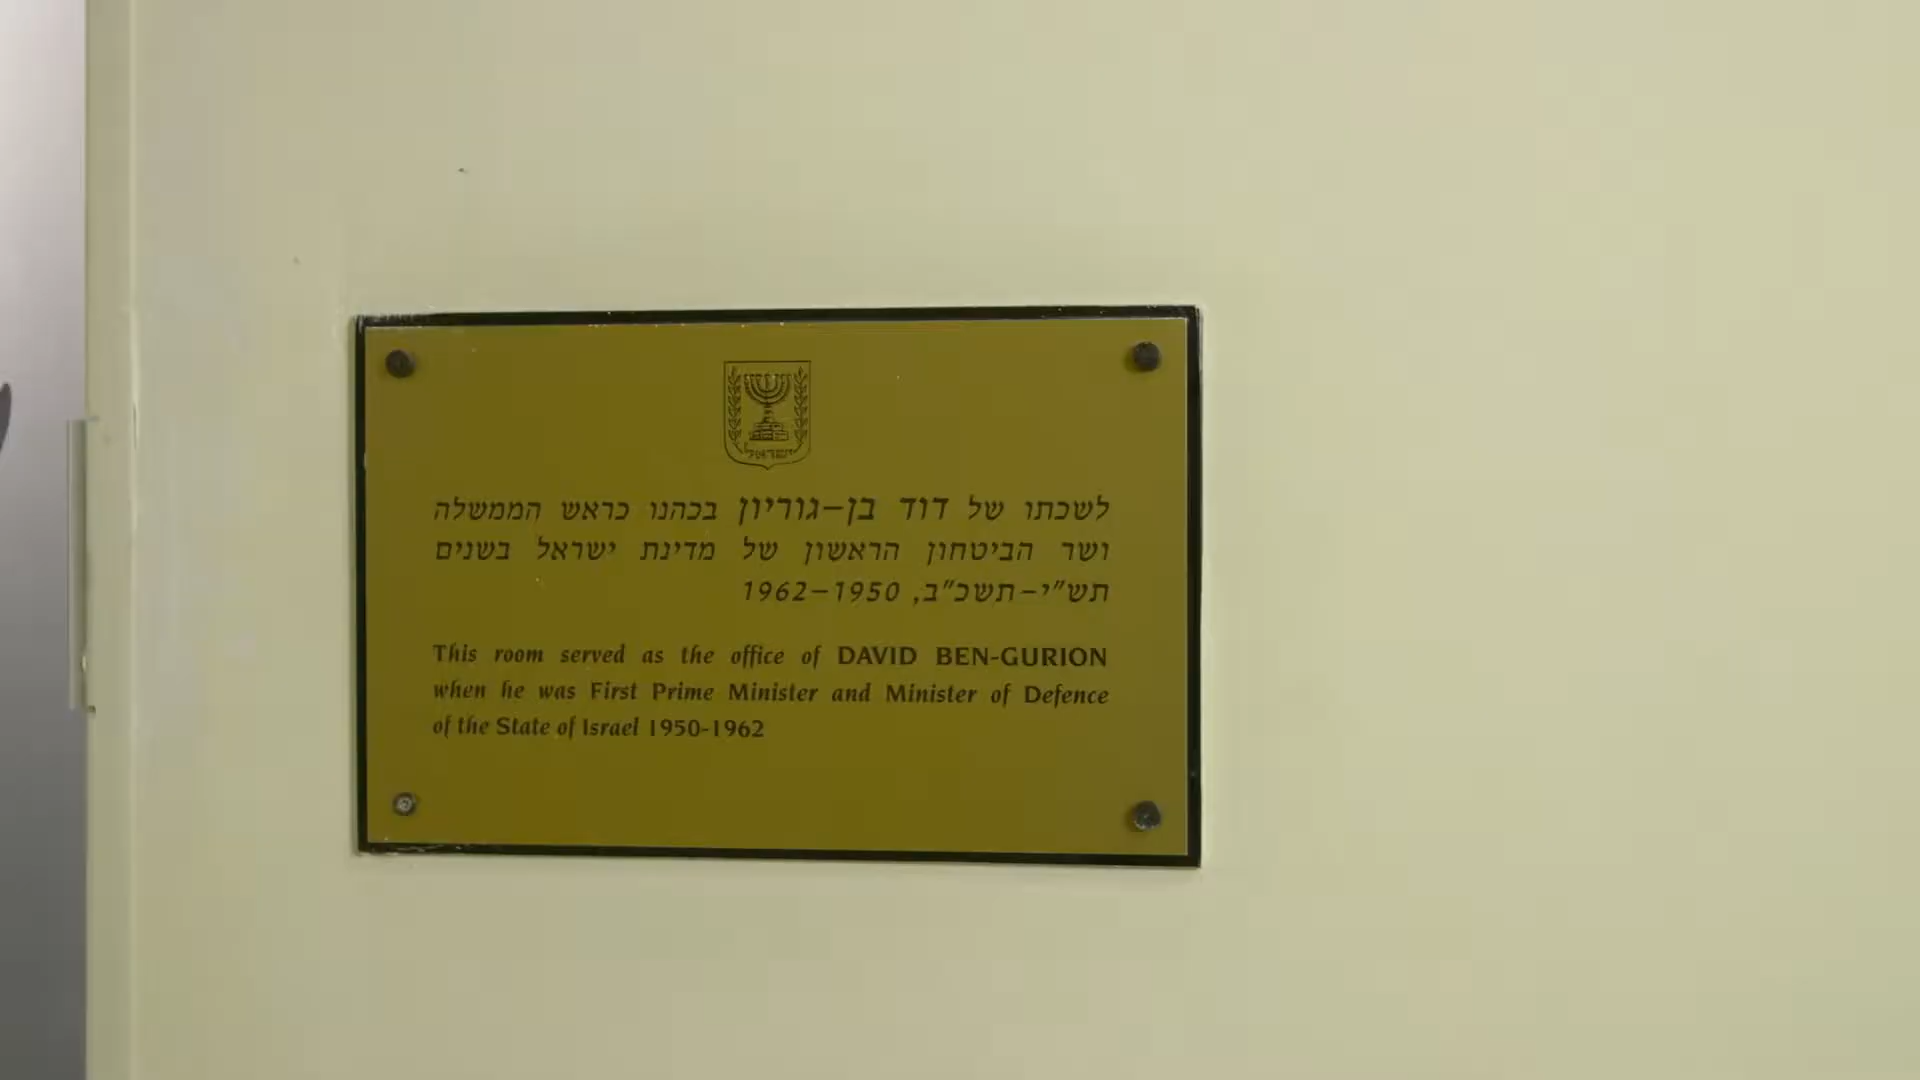 ישראל
לשכתו של דוד בן-גוריון בכהנו כראש הממשלה
ושר הביטחון הראשון של מדינת ישראל בשנים
תש"י-תשכ"ב, 1962-1950
This room served as the office of DAVID BEN-GURION
when he was First Prime Minister and Minister of Defence
of the State of Israel 1950-1962